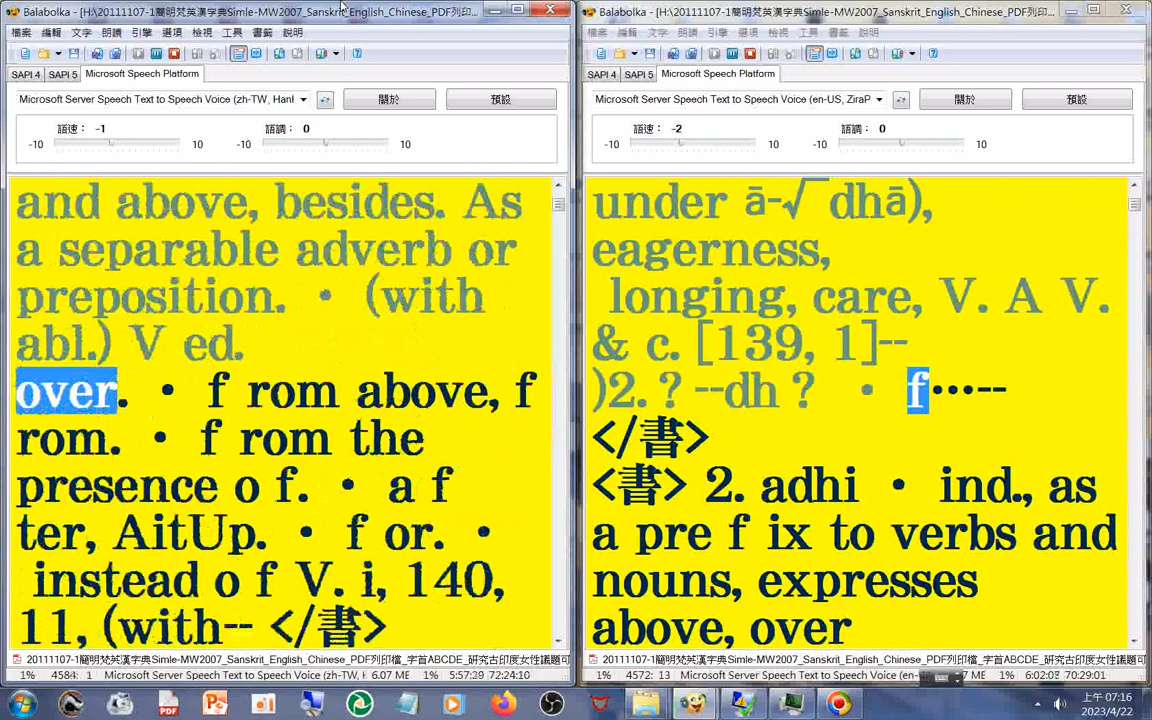 Balabolka - [H:\20111107-1簡明梵英漢字典Simle-MW2007_Sanskrit_English_Chinese_PDF列印...
檔案 編輯 文字 朗讀 引擎 選項 檢視 工具 書籤 說明
SAPI 4 SAPI 5 Microsoft Speech Platform
Microsoft Server Speech Text to Speech Voice (zh-TW, Hanl
關於 預設
語速: -1 語調: 0
-10 10 -10 10
and above, besides. As
a separable adverb or
preposition. • (with
abl.) V ed.
over. • f rom above, f
rom. • f rom the
presence o f. • a f
ter, AitUp. • f or. •
instead o f V. i, 140,
11, (with-- </書>
20111107-1簡明梵英漢字典Simle-MW2007_Sanskrit_English_Chinese_PDF列印檔_字首ABCDE_研究古印度女性議題可
1% 4584: 1 Microsoft Server Speech Text to Speech Voice (zh-TW, 6.07 MB 1% 5:57:29 72:24:10
Balabolka - [H:\20111107-1簡明梵英漢字典Simle-MW2007_Sanskrit_English_Chinese_PDF列印...
檔案 編輯 文字 朗讀 引擎 選項 檢視 工具 書籤 說明
SAPI 4 SAPI 5 Microsoft Speech Platform
Microsoft Server Speech Text to Speech Voice (en-US, ZiraP
關於 預設
語速: -2 語調: 0
-10 10 -10 10
under ā-√ dhā),
eagerness,
longing, care, V. A V.
& c. [139, 1]--
)2. ? --dh ? • f…--
</書>
<書> 2. adhi • ind., as
a pre f ix to verbs and
nouns, expresses
above, over
20111107-1簡明梵英漢字典Simle-MW2007_Sanskrit_English_Chinese_PDF列印檔_字首ABCDE_研究古印度女性議題可
1% 4572: 13 Microsoft Server Speech Text to Speech Voice (en-US, 1% 6:02:0 70:29:01
上午 07:16
2023/4/22